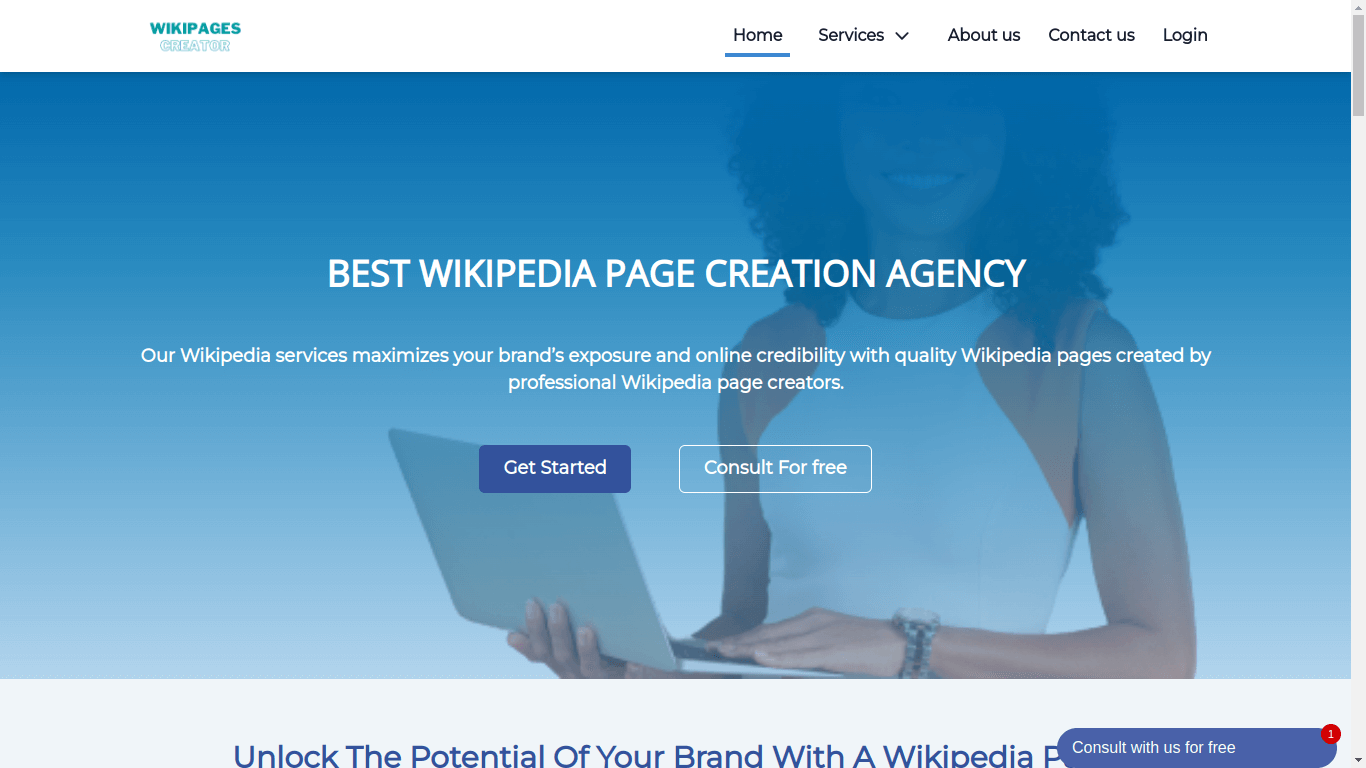 WIKIPAGES
CREATOR
Home
Services
About us
Contact us
Login
BEST WIKIPEDIA PAGE CREATION AGENCY
Our Wikipedia services maximizes your brand’s exposure and online credibility with quality Wikipedia pages created by
professional Wikipedia page creators.
Get Started
Consult For free
Unlock The Potential Of Your Brand With A Wikipedia
1
Consult with us for free